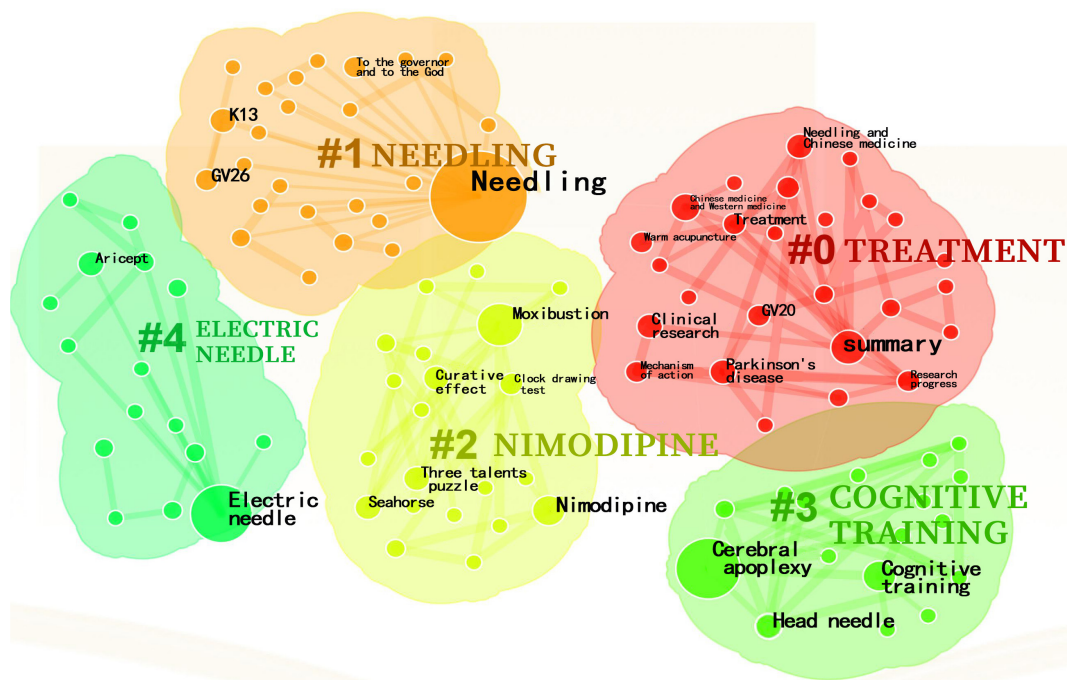 To the governor
and to the God
K13
#1 NEEDLING
GV26
Needling
Needling and
Chinese medicine
Chinese medicine
and Western medicine
Treatment
Warm acupuncture
#0 TREATMENT
GV20
Clinical
research
summary
Mechanism
of action
Parkinson's
disease
Research
progress
Aricept
#4 ELECTRIC
NEEDLE
Electric
needle
Moxibustion
Curative
effect
Clock drawing
test
#2 NIMODIPINE
Three talents
puzzle
Seahorse
Nimodipine
#3 COGNITIVE
TRAINING
Cerebral
apoplexy
Cognitive
training
Head needle